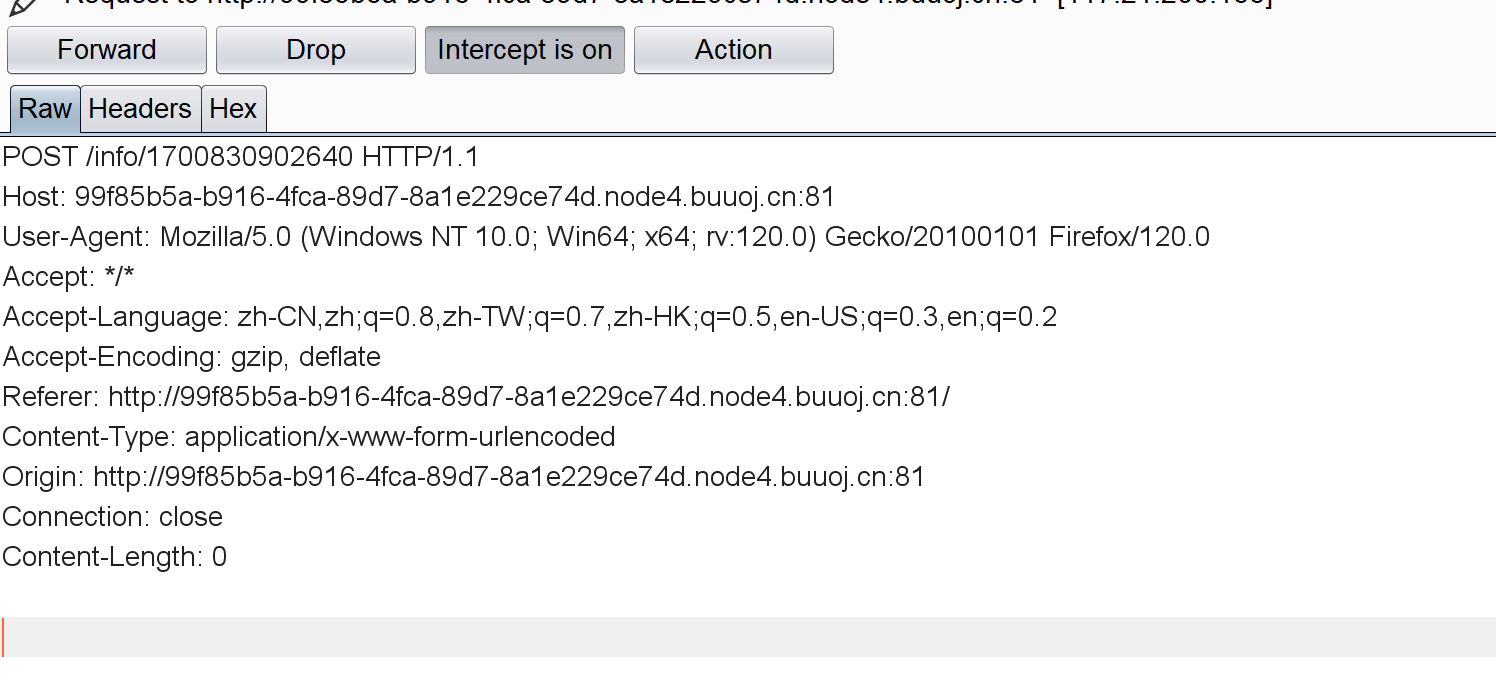 Request to
Forward Drop Intercept is on Action
Raw Headers Hex
POST /info/1700830902640 HTTP/1.1
Host: 99f85b5a-b916-4fca-89d7-8a1e229ce74d.node4.buuoj.cn:81
User-Agent: Mozilla/5.0 (Windows NT 10.0; Win64; x64; rv:120.0) Gecko/20100101 Firefox/120.0
Accept: */*
Accept-Language: zh-CN,zh;q=0.8,zh-TW;q=0.7,zh-HK;q=0.5,en-US;q=0.3,en;q=0.2
Accept-Encoding: gzip, deflate
Referer: http://99f85b5a-b916-4fca-89d7-8a1e229ce74d.node4.buuoj.cn:81/
Content-Type: application/x-www-form-urlencoded
Origin: http://99f85b5a-b916-4fca-89d7-8a1e229ce74d.node4.buuoj.cn:81
Connection: close
Content-Length: 0